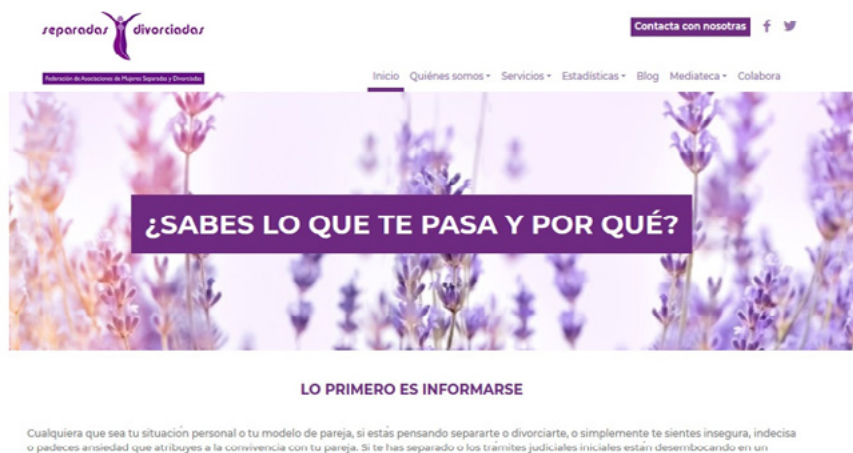 separadas divorciadas
Federación de Asociaciones de Mujeres Separadas y Divorciadas
Contacta con nosotras
Inicio Quiénes somos Servicios Estadísticas Blog Mediateca Colabora
¿SABES LO QUE TE PASA Y POR QUÉ?
LO PRIMERO ES INFORMARSE
Cualquiera que sea tu situación personal o tu modelo de pareja, si estás pensando separarte o divorciarte, o simplemente te sientes insegura, indecisa
o padeces ansiedad que atribuyes a la convivencia con tu pareja. Si te has separado o los trámites judiciales iniciales están desembocando en un